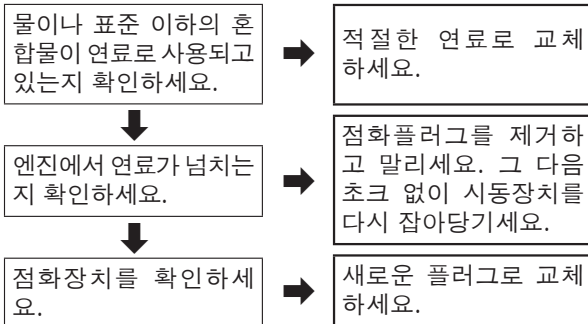 물이나 표준 이하의 혼
합물이 연료로 사용되고
있는지 확인하세요.
적절한 연료로 교체
하세요.
엔진에서 연료가 넘치는
지 확인하세요.
점화플러그를 제거하
고 말리세요. 그 다음
초크 없이 시동장치를
다시 잡아당기세요.
점화장치를 확인하세
요.
새로운 플러그로 교체
하세요.